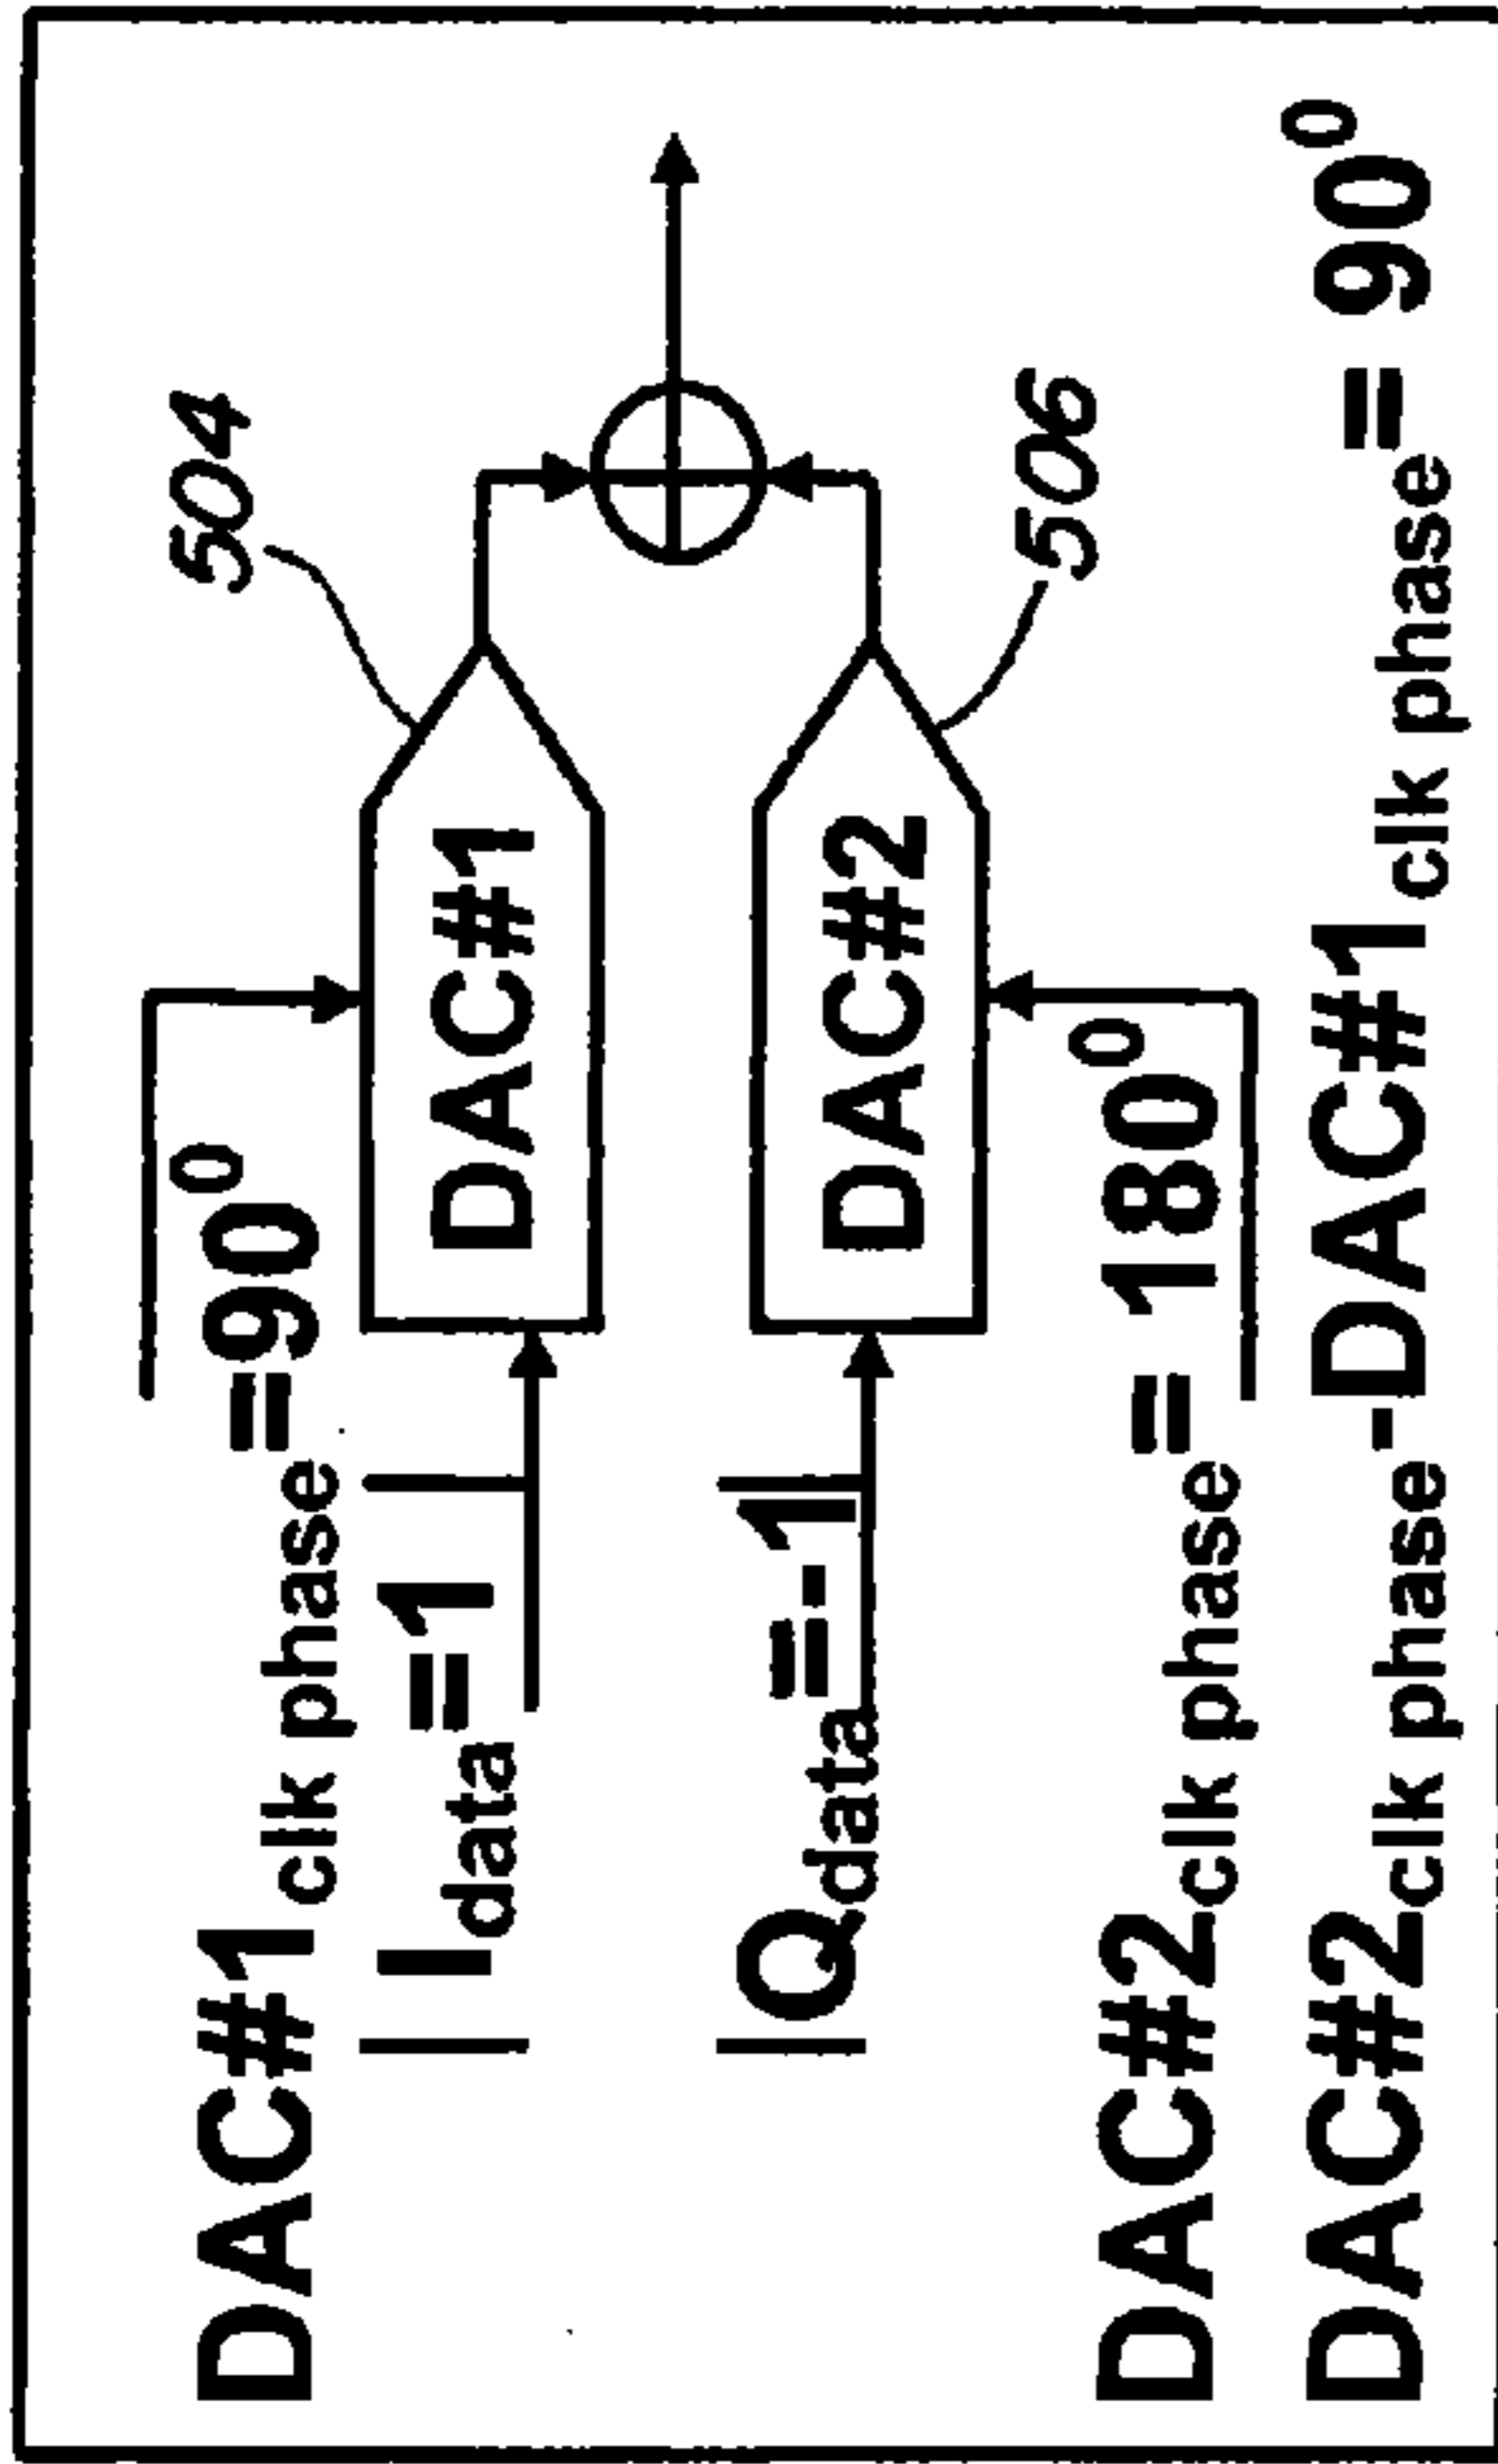 DAC#1clk phase=90⁰
504
DAC#1
Idata=1
Qdata=-1
DAC#2
506
DAC#2clk phase= 180⁰
DAC#2clk phase-DAC#1clk phase= 90⁰